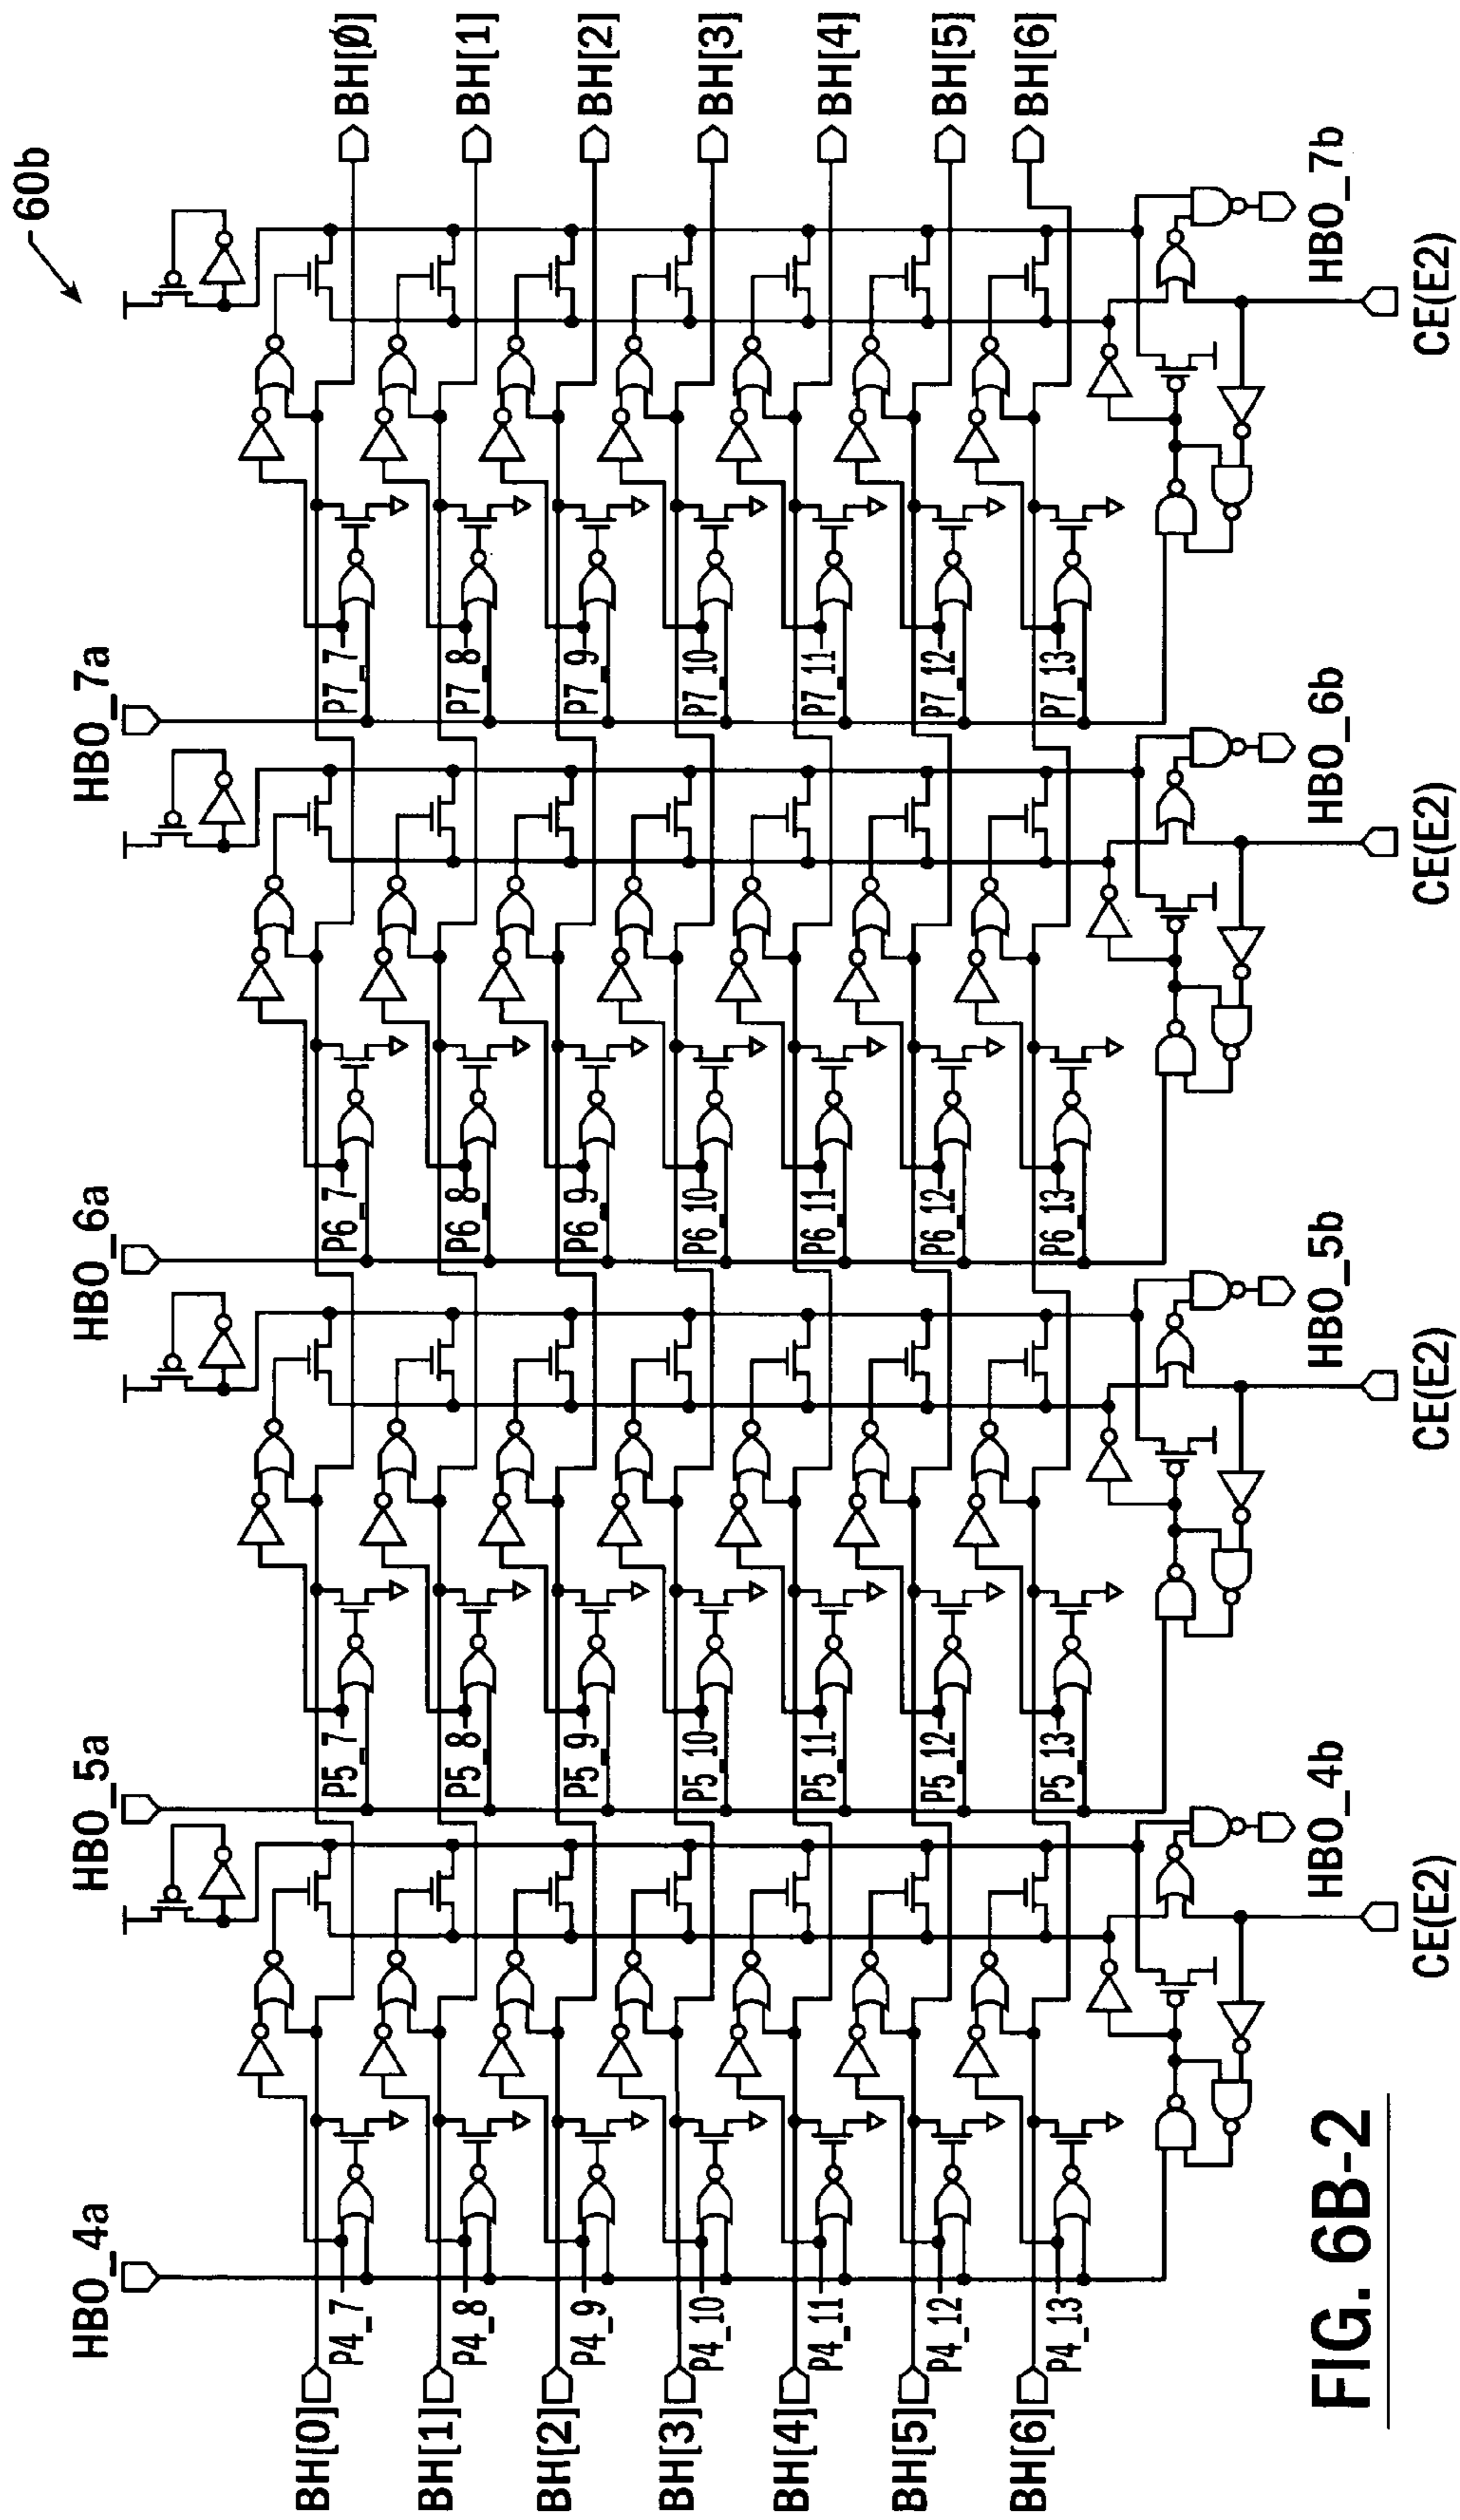 60b
HBO_4a
HBO_5a
HBO_6a
HBO_7a
BH[0]
P4_7
P5_7
P6_7
P7_7
BH[0]
BH[1]
P4_8
P5_8
P6_8
P7_8
BH[1]
BH[2]
P4_9
P5_9
P6_9
P7_9
BH[2]
BH[3]
P4_10
P5_10
P6_10
P7_10
BH[3]
BH[4]
P4_11
P5_11
P6_11
P7_11
BH[4]
BH[5]
P4_12
P5_12
P6_12
P7_12
BH[5]
BH[6]
P4_13
P5_13
P6_13
P7_13
BH[6]
HBO_4b
HBO_5b
HBO_6b
HBO_7b
CE(E2)
CE(E2)
CE(E2)
CE(E2)
FIG. 6B-2